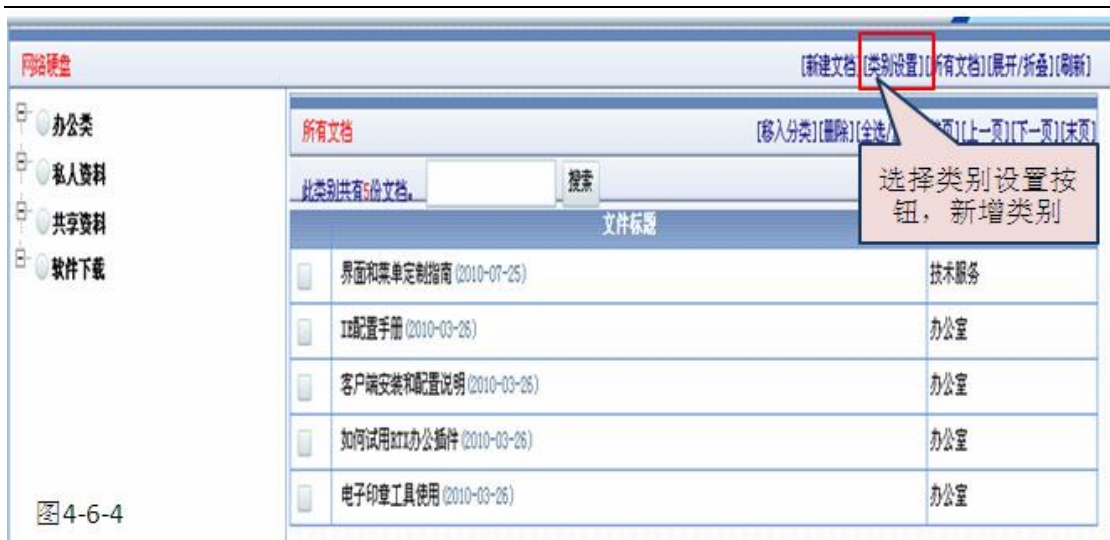 网络硬盘
[新建文档][类别设置][所有文档][展开/折叠][刷新]
办公类
私人资料
共享资料
软件下载
所有文档
[移入分类][删除][全选/ 页][上一页][下一页][末页]
选择类别设置按
钮，新增类别
此类别共有5份文档。
搜索
文件标题
界面和菜单定制指南(2010-07-25) 技术服务
IE配置手册(2010-03-26) 办公室
客户端安装和配置说明(2010-03-26) 办公室
如何试用RTX办公插件(2010-03-26) 办公室
电子印章工具使用(2010-03-26) 办公室
图4-6-4